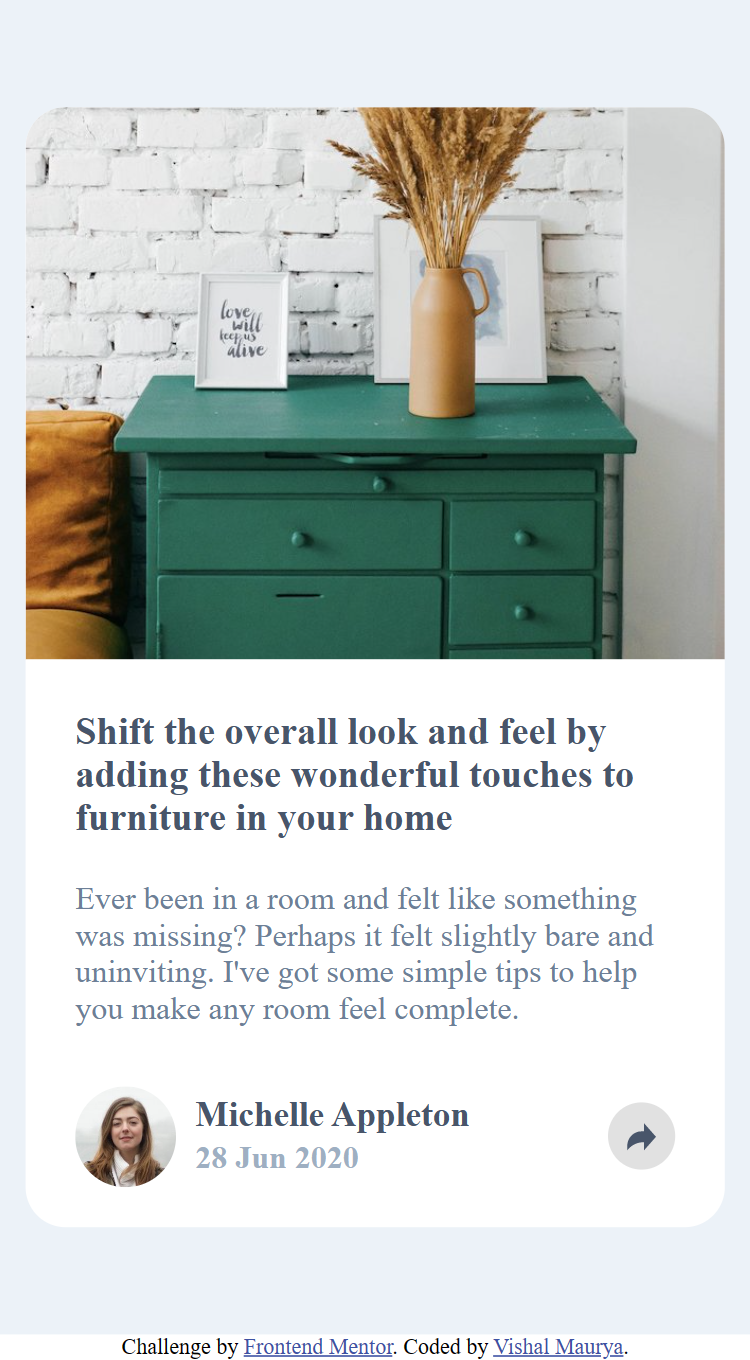 love
will
keep us
alive
Shift the overall look and feel by
adding these wonderful touches to
furniture in your home
Ever been in a room and felt like something
was missing? Perhaps it felt slightly bare and
uninviting. I've got some simple tips to help
you make any room feel complete.
Michelle Appleton
28 Jun 2020
Challenge by Frontend Mentor. Coded by Vishal Maurya.